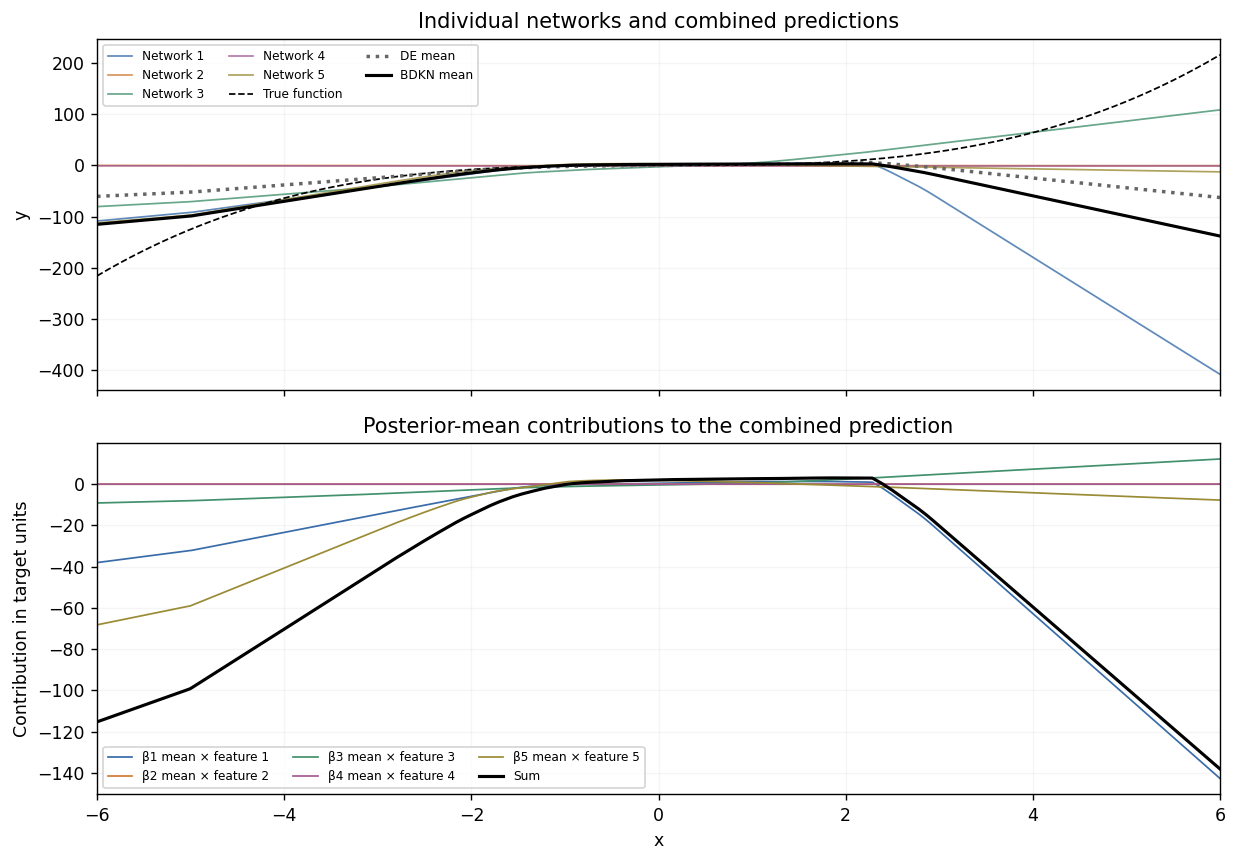 Individual networks and combined predictions
Network 1 Network 4 DE mean
Network 2 Network 5 BDKN mean
Network 3 True function
200
100
0
−100
−200
−300
−400
y
Posterior-mean contributions to the combined prediction
0
−20
−40
−60
−80
−100
−120
−140
Contribution in target units
β1 mean × feature 1 β3 mean × feature 3 β5 mean × feature 5
β2 mean × feature 2 β4 mean × feature 4 Sum
−6 −4 −2 0 2 4 6
x